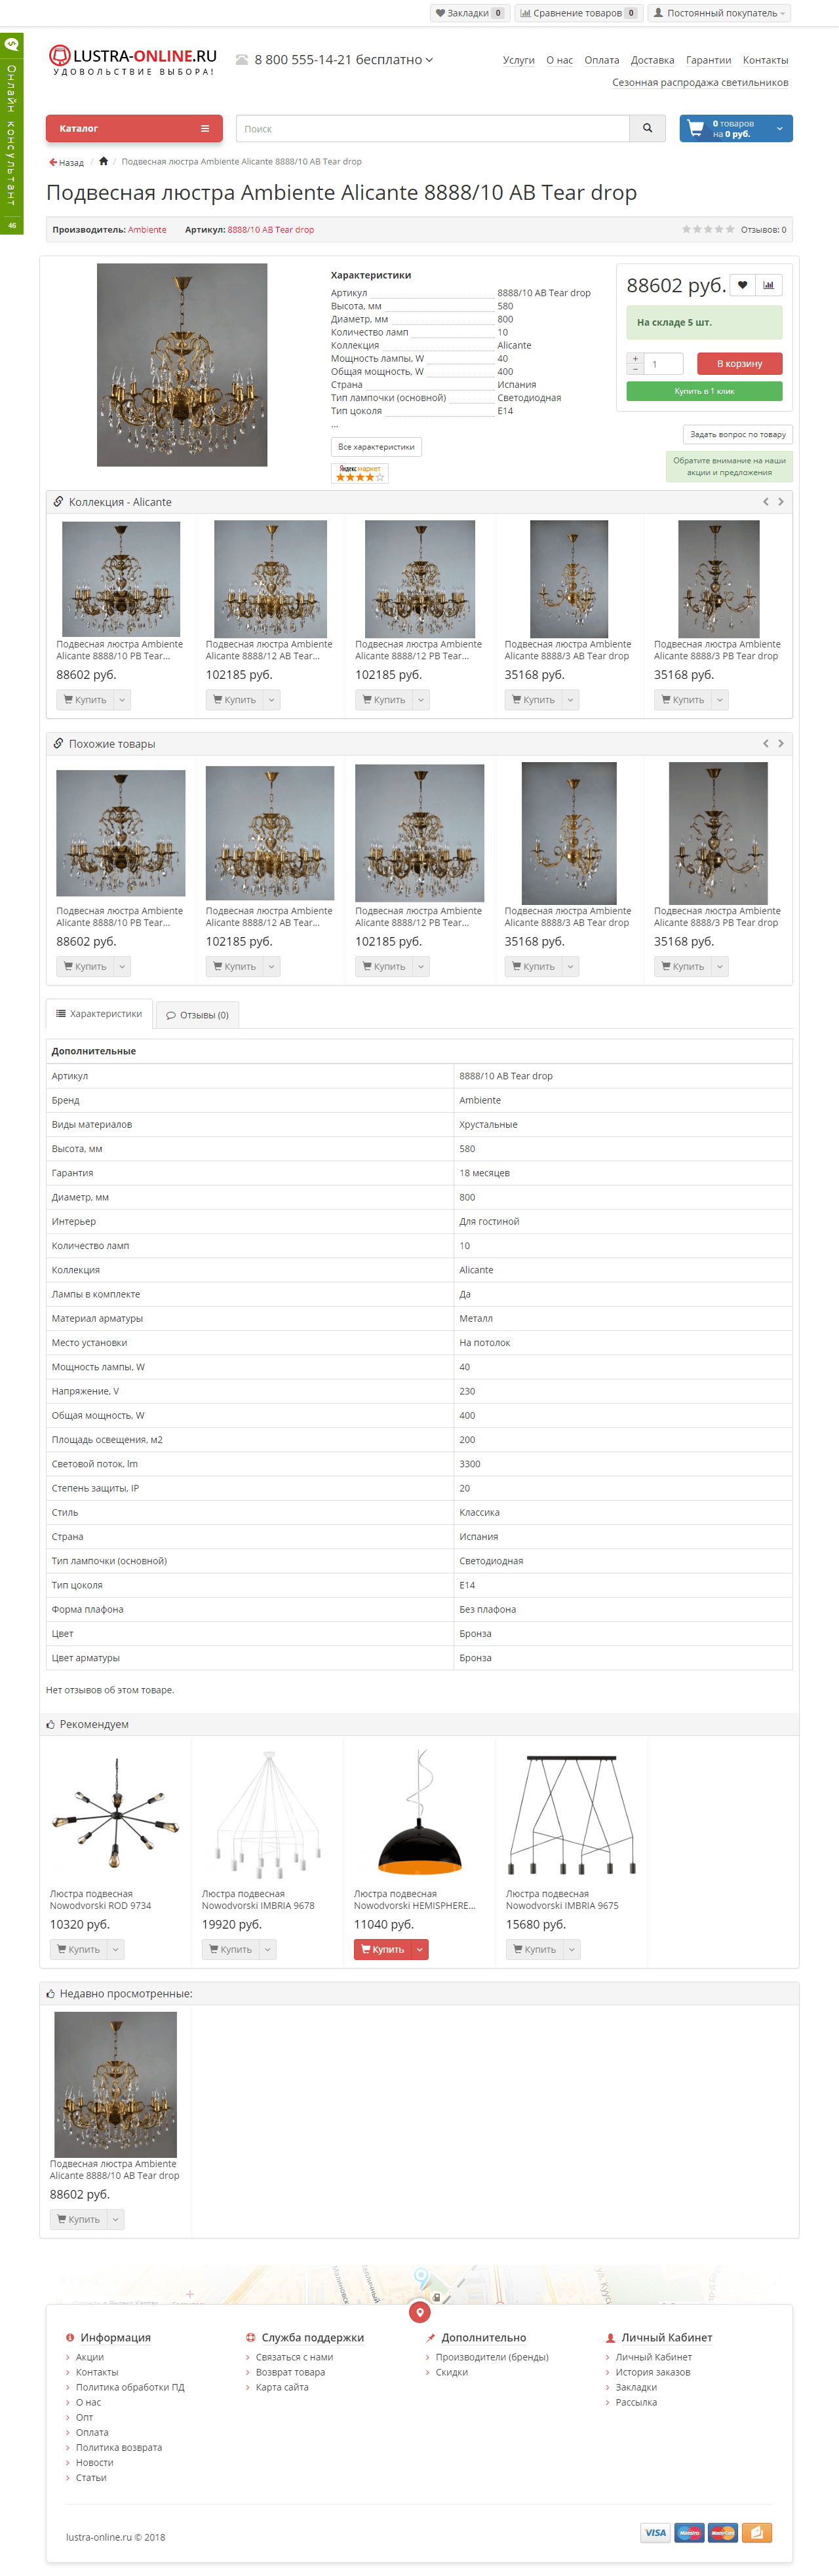 Закладки 0 Сравнение товаров 0 Постоянный покупатель
Онлайн консультант
46
LUSTRA-ONLINE.RU
УДОВОЛЬСТВИЕ ВЫБОРА!
8 800 555-14-21 бесплатно
Услуги О нас Оплата Доставка Гарантии Контакты
Сезонная распродажа светильников
Каталог
Поиск
0 товаров
на 0 руб.
Назад / / Подвесная люстра Ambiente Alicante 8888/10 AB Tear drop
Подвесная люстра Ambiente Alicante 8888/10 AB Tear drop
Производитель: Ambiente Артикул: 8888/10 AB Tear drop Отзывов: 0
Характеристики
Артикул 8888/10 AB Tear drop
Высота, мм 580
Диаметр, мм 800
Количество ламп 10
Коллекция Alicante
Мощность лампы, W 40
Общая мощность, W 400
Страна Испания
Тип лампочки (основной) Светодиодная
Тип цоколя E14
...
Все характеристики
Яндекс маркет
88602 руб.
На складе 5 шт.
+ 1 −
В корзину
Купить в 1 клик
Задать вопрос по товару
Обратите внимание на наши
акции и предложения
Коллекция - Alicante
Подвесная люстра Ambiente
Alicante 8888/10 PB Tear...
88602 руб.
Купить
Подвесная люстра Ambiente
Alicante 8888/12 AB Tear...
102185 руб.
Купить
Подвесная люстра Ambiente
Alicante 8888/12 PB Tear...
102185 руб.
Купить
Подвесная люстра Ambiente
Alicante 8888/3 AB Tear drop
35168 руб.
Купить
Подвесная люстра Ambiente
Alicante 8888/3 PB Tear drop
35168 руб.
Купить
Похожие товары
Подвесная люстра Ambiente
Alicante 8888/10 PB Tear...
88602 руб.
Купить
Подвесная люстра Ambiente
Alicante 8888/12 AB Tear...
102185 руб.
Купить
Подвесная люстра Ambiente
Alicante 8888/12 PB Tear...
102185 руб.
Купить
Подвесная люстра Ambiente
Alicante 8888/3 AB Tear drop
35168 руб.
Купить
Подвесная люстра Ambiente
Alicante 8888/3 PB Tear drop
35168 руб.
Купить
Характеристики Отзывы (0)
Дополнительные
Артикул 8888/10 AB Tear drop
Бренд Ambiente
Виды материалов Хрустальные
Высота, мм 580
Гарантия 18 месяцев
Диаметр, мм 800
Интерьер Для гостиной
Количество ламп 10
Коллекция Alicante
Лампы в комплекте Да
Материал арматуры Металл
Место установки На потолок
Мощность лампы, W 40
Напряжение, V 230
Общая мощность, W 400
Площадь освещения, м2 200
Световой поток, lm 3300
Степень защиты, IP 20
Стиль Классика
Страна Испания
Тип лампочки (основной) Светодиодная
Тип цоколя E14
Форма плафона Без плафона
Цвет Бронза
Цвет арматуры Бронза
Нет отзывов об этом товаре.
Рекомендуем
Люстра подвесная
Nowodvorski ROD 9734
10320 руб.
Купить
Люстра подвесная
Nowodvorski IMBRIA 9678
19920 руб.
Купить
Люстра подвесная
Nowodvorski HEMISPHERE...
11040 руб.
Купить
Люстра подвесная
Nowodvorski IMBRIA 9675
15680 руб.
Купить
Недавно просмотренные:
Подвесная люстра Ambiente
Alicante 8888/10 AB Tear drop
88602 руб.
Купить
Информация
Акции
Контакты
Политика обработки ПД
О нас
Опт
Оплата
Политика возврата
Новости
Статьи
Служба поддержки
Связаться с нами
Возврат товара
Карта сайта
Дополнительно
Производители (бренды)
Скидки
Личный Кабинет
Личный Кабинет
История заказов
Закладки
Рассылка
lustra-online.ru © 2018
VISA Maestro MasterCard